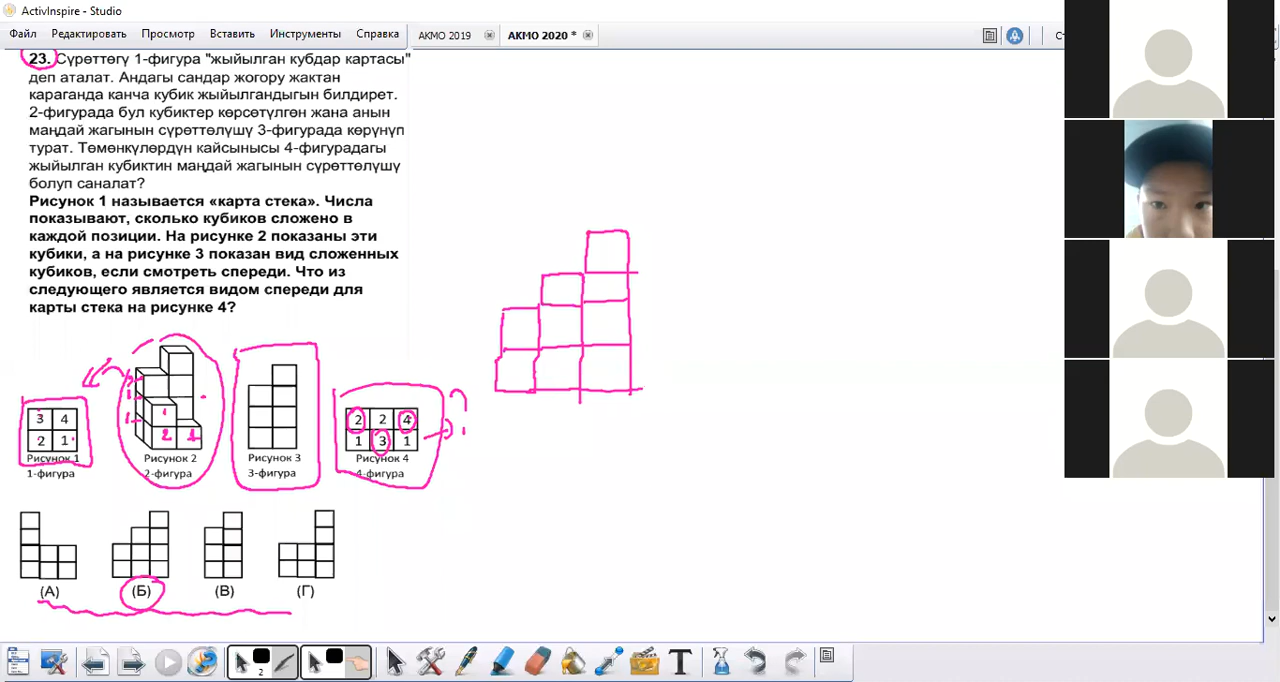 ActivInspire - Studio
Файл Редактировать Просмотр Вставить Инструменты Справка
AKMO 2019
AKMO 2020 *
23. Сүрөттөгү 1-фигура "жыйылган кубдар картасы"
деп аталат. Андагы сандар жогору жактан
караганда канча кубик жыйылгандыгын билдирет.
2-фигурада бул кубиктер көрсөтүлгөн жана анын
маңдай жагынын сүрөттөлүшү 3-фигурада көрүнүп
турат. Төмөнкүлөрдүн кайсынысы 4-фигурадагы
жыйылган кубиктин маңдай жагынын сүрөттөлүшү
болуп саналат?
Рисунок 1 называется «карта стека». Числа
показывают, сколько кубиков сложено в
каждой позиции. На рисунке 2 показаны эти
кубики, а на рисунке 3 показан вид сложенных
кубиков, если смотреть спереди. Что из
следующего является видом спереди для
карты стека на рисунке 4?
3 4
2 1
2 1
2 2 4
1 3 1
?
Рисунок 1 Рисунок 2 Рисунок 3 Рисунок 4
1-фигура 2-фигура 3-фигура 4-фигура
(А) (Б) (В) (Г)
2